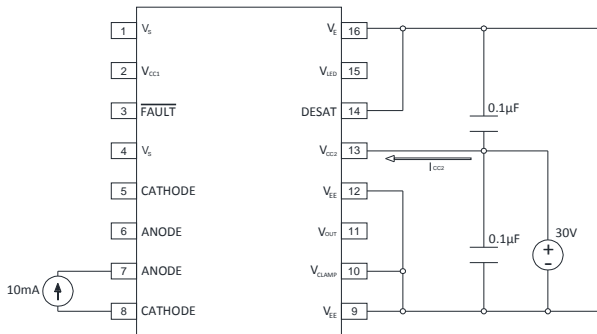 1 VS VE 16
2 VCC1 VLED 15
3 FAULT DESAT 14
0.1µF
4 VS VCC2 13
ICC2
5 CATHODE VEE 12
6 ANODE VOUT 11
0.1µF
30V
7 ANODE VCLAMP 10
10mA
8 CATHODE VEE 9